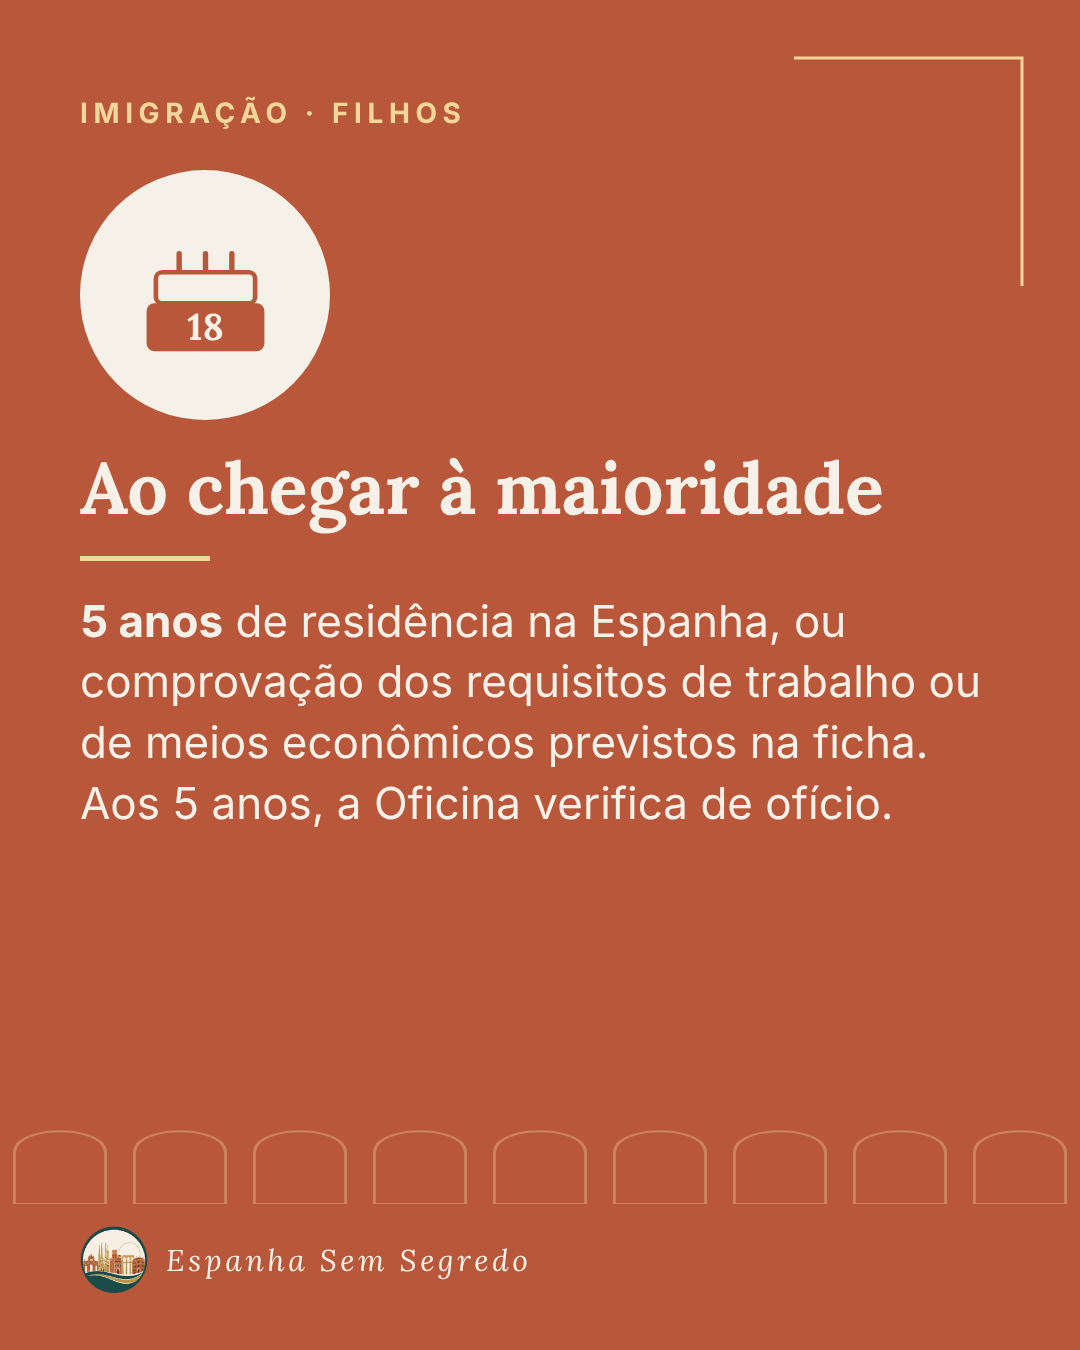 IMIGRAÇÃO · FILHOS
18
Ao chegar à maioridade
5 anos de residência na Espanha, ou
comprovação dos requisitos de trabalho ou
de meios econômicos previstos na ficha.
Aos 5 anos, a Oficina verifica de ofício.
Espanha Sem Segredo